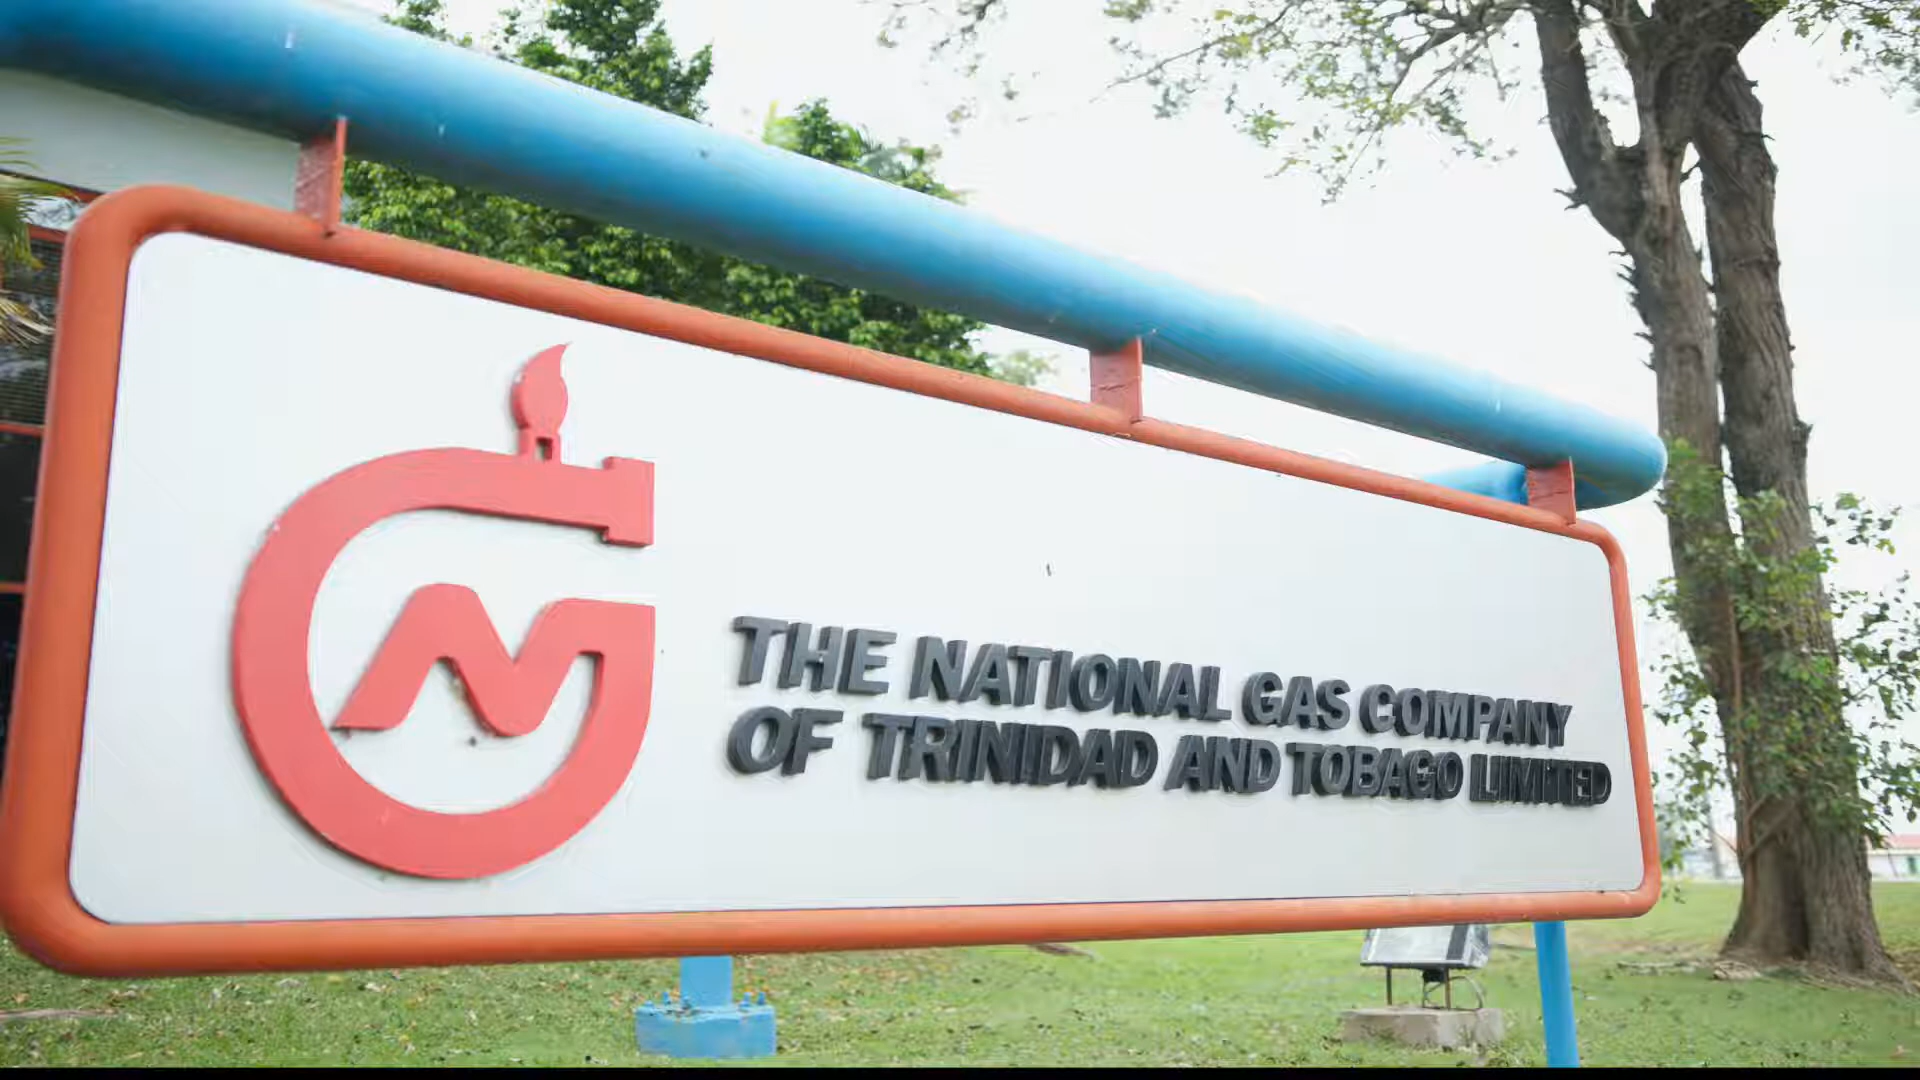 THE NATIONAL GAS COMPANY
OF TRINIDAD AND TOBAGO LIMITED